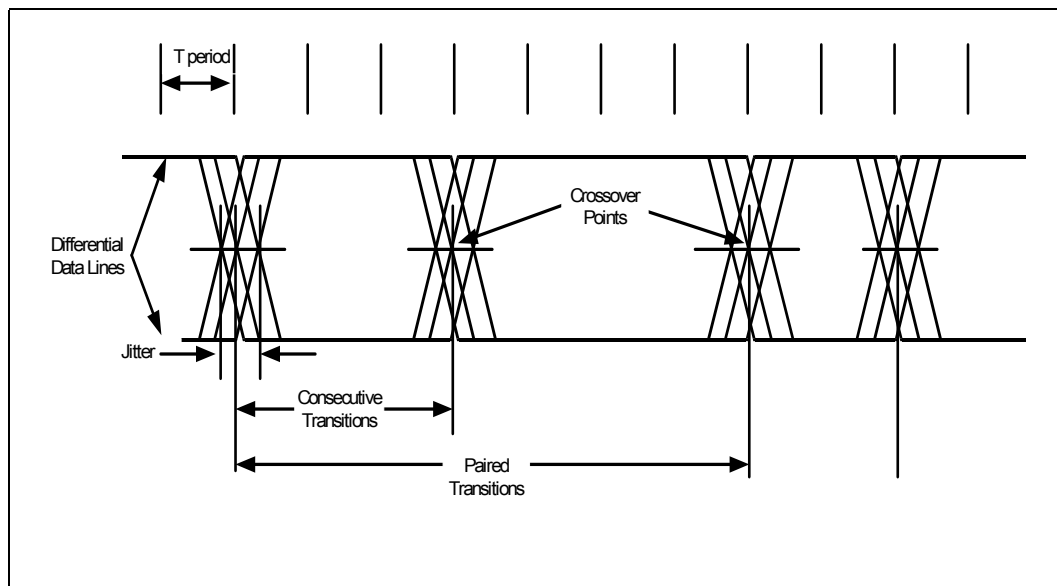 T period
Crossover
Points
Differential
Data Lines
Jitter
Consecutive
Transitions
Paired
Transitions